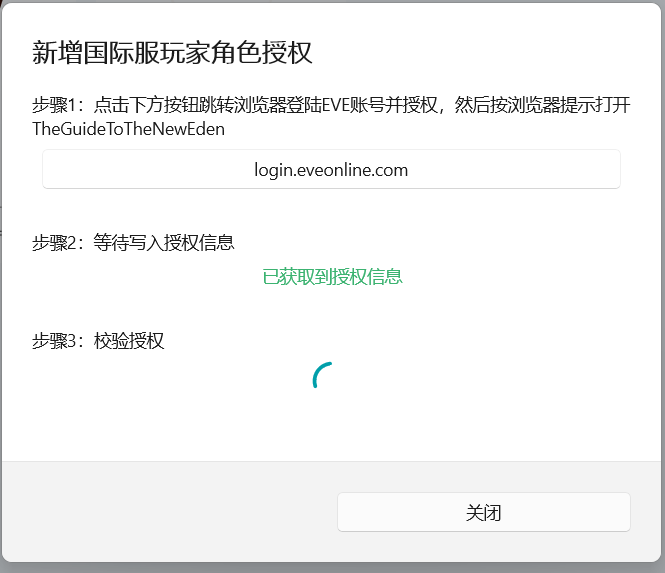 新增国际服玩家角色授权
步骤1：点击下方按钮跳转浏览器登陆EVE账号并授权，然后按浏览器提示打开
TheGuideToTheNewEden
login.eveonline.com
步骤2：等待写入授权信息
已获取到授权信息
步骤3：校验授权
关闭